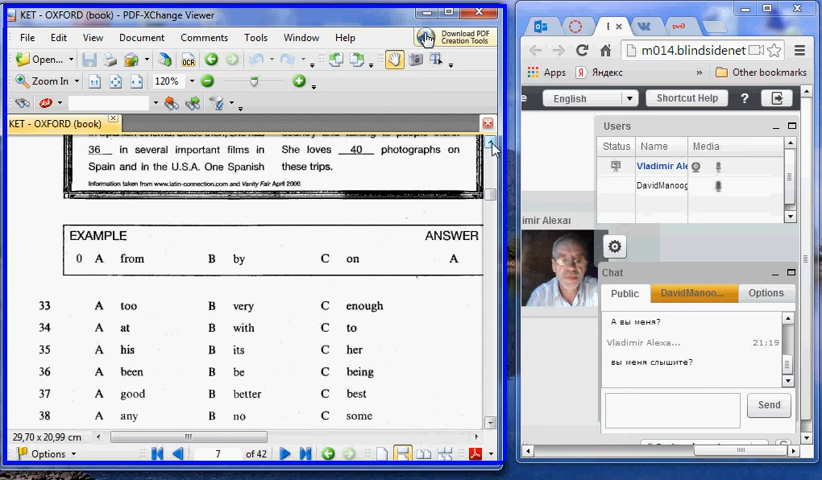 KET - OXFORD (book) - PDF-XChange Viewer
File Edit View Document Comments Tools Window Help
Download PDF
Creation Tools
Open...
OCR
Zoom In 120%
KET - OXFORD (book)
36 in several important films in
Spain and in the U.S.A. One Spanish
She loves 40 photographs on
these trips.
Information taken from www.latin-connection.com and Vanity Fair April 2006
EXAMPLE ANSWER
0 A from B by C on A
33 A too B very C enough
34 A at B with C to
35 A his B its C her
36 A been B be C being
37 A good B better C best
38 A any B no C some
29,70 x 20,99 cm
Options 7 of 42
m014.blindsidenet
Apps Яндекс Other bookmarks
English Shortcut Help ?
Users
Status Name Media
Vladimir Ale
DavidManoog
imir Alexan
Chat
Public DavidManoo... Options
А вы меня?
Vladimir Alexa... 21:19
вы меня слышите?
Send